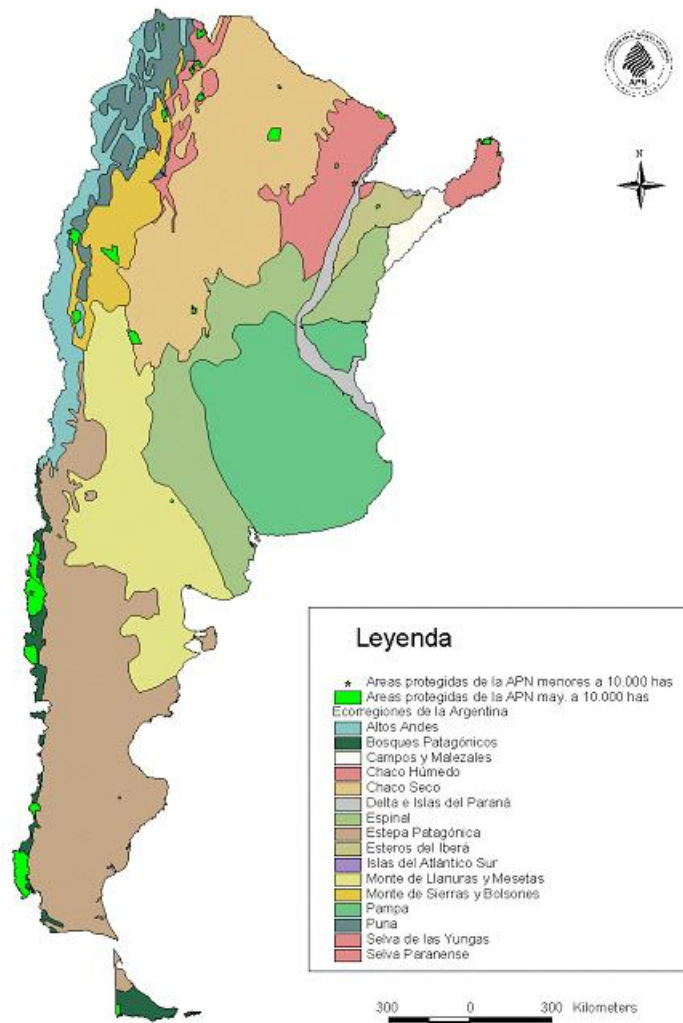 APN
N
Leyenda
Areas protegidas de la APN menores a 10.000 has
Areas protegidas de la APN may. a 10.000 has
Ecorregiones de la Argentina
Altos Andes
Bosques Patagónicos
Campos y Malezales
Chaco Húmedo
Chaco Seco
Delta e Islas del Paraná
Espinal
Estepa Patagónica
Esteros del Iberá
Islas del Atlántico Sur
Monte de Llanuras y Mesetas
Monte de Sierras y Bolsones
Pampa
Puna
Selva de las Yungas
Selva Paranense
300 0 300 Kilometers